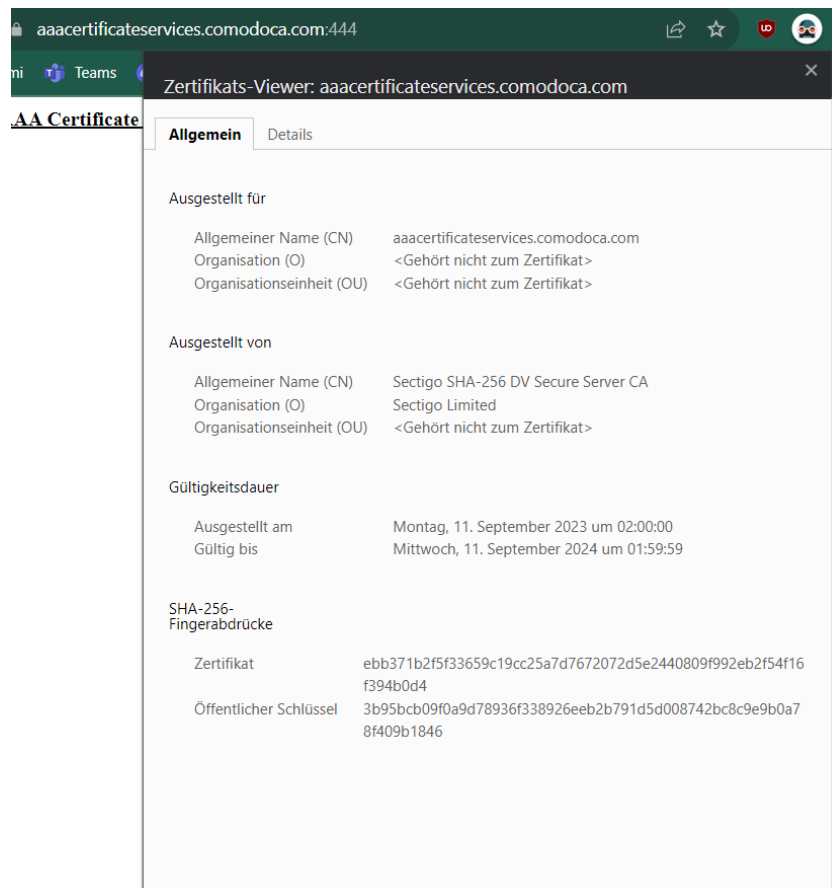 aaacertificateservices.comodoca.com:444
mi Teams
Zertifikats-Viewer: aaacertificateservices.comodoca.com
AA Certificate
Allgemein Details
Ausgestellt für
Allgemeiner Name (CN) aaacertificateservices.comodoca.com
Organisation (O) <Gehört nicht zum Zertifikat>
Organisationseinheit (OU) <Gehört nicht zum Zertifikat>
Ausgestellt von
Allgemeiner Name (CN) Sectigo SHA-256 DV Secure Server CA
Organisation (O) Sectigo Limited
Organisationseinheit (OU) <Gehört nicht zum Zertifikat>
Gültigkeitsdauer
Ausgestellt am Montag, 11. September 2023 um 02:00:00
Gültig bis Mittwoch, 11. September 2024 um 01:59:59
SHA-256-
Fingerabdrücke
Zertifikat ebb371b2f5f33659c19cc25a7d7672072d5e2440809f992eb2f54f16
f394b0d4
Öffentlicher Schlüssel 3b95bcb09f0a9d78936f338926eeb2b791d5d008742bc8c9e9b0a7
8f409b1846